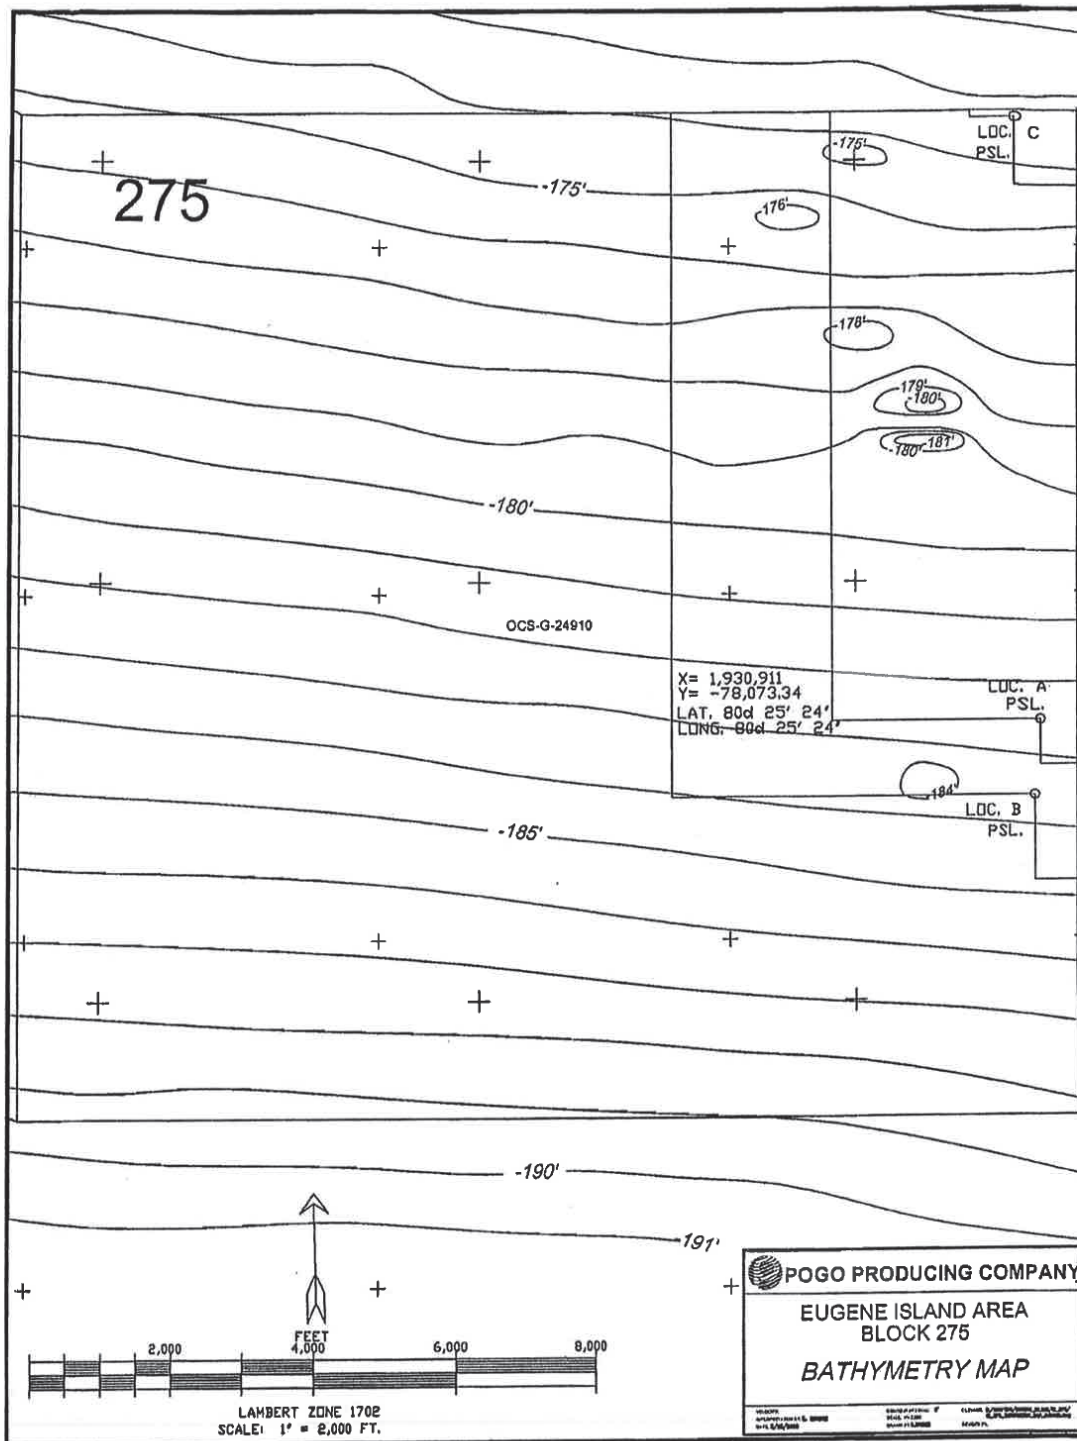 LOC. C
PSL.
-175'
275
-175'
-176'
-178'
-179'
-180'
-181'
-180'
-180'
OCS-G-24910
X= 1,930,911
Y= -78,073.34
LAT. 80d 25' 24'
LONG. 80d 25' 24'
LOC. A
PSL.
-184'
LOC. B
PSL.
-185'
-190'
-191'
POGO PRODUCING COMPANY
EUGENE ISLAND AREA
BLOCK 275
BATHYMETRY MAP
FEET
2,000 4,000 6,000 8,000
LAMBERT ZONE 1702
SCALE: 1" = 2,000 FT.